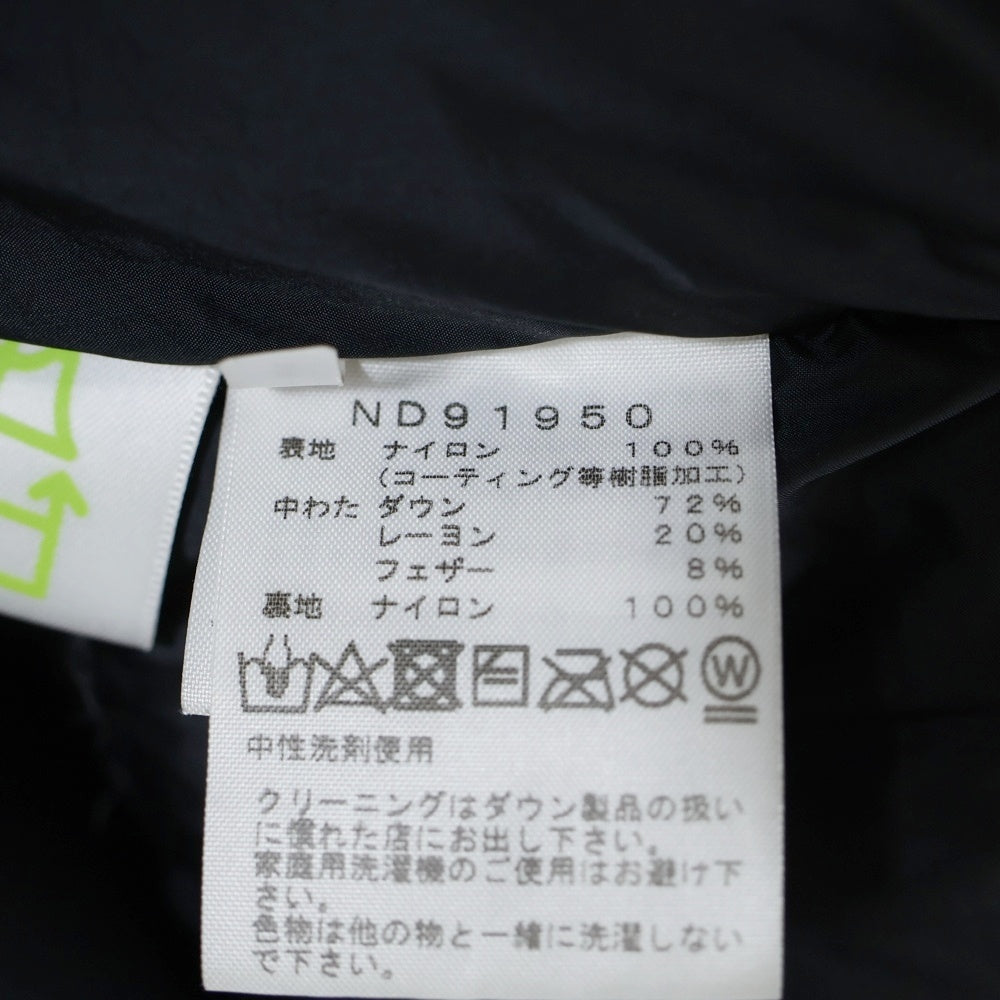 ND91950
表地 ナイロン 100%
(コーティング等樹脂加工)
中わた ダウン 72%
レーヨン 20%
フェザー 8%
裏地 ナイロン 100%
W
中性洗剤使用
クリーニングはダウン製品の扱い
に慣れた店にお出し下さい。
家庭用洗濯機のご使用はお避け下
さい。
色物は他の物と一緒に洗濯しない
で下さい。